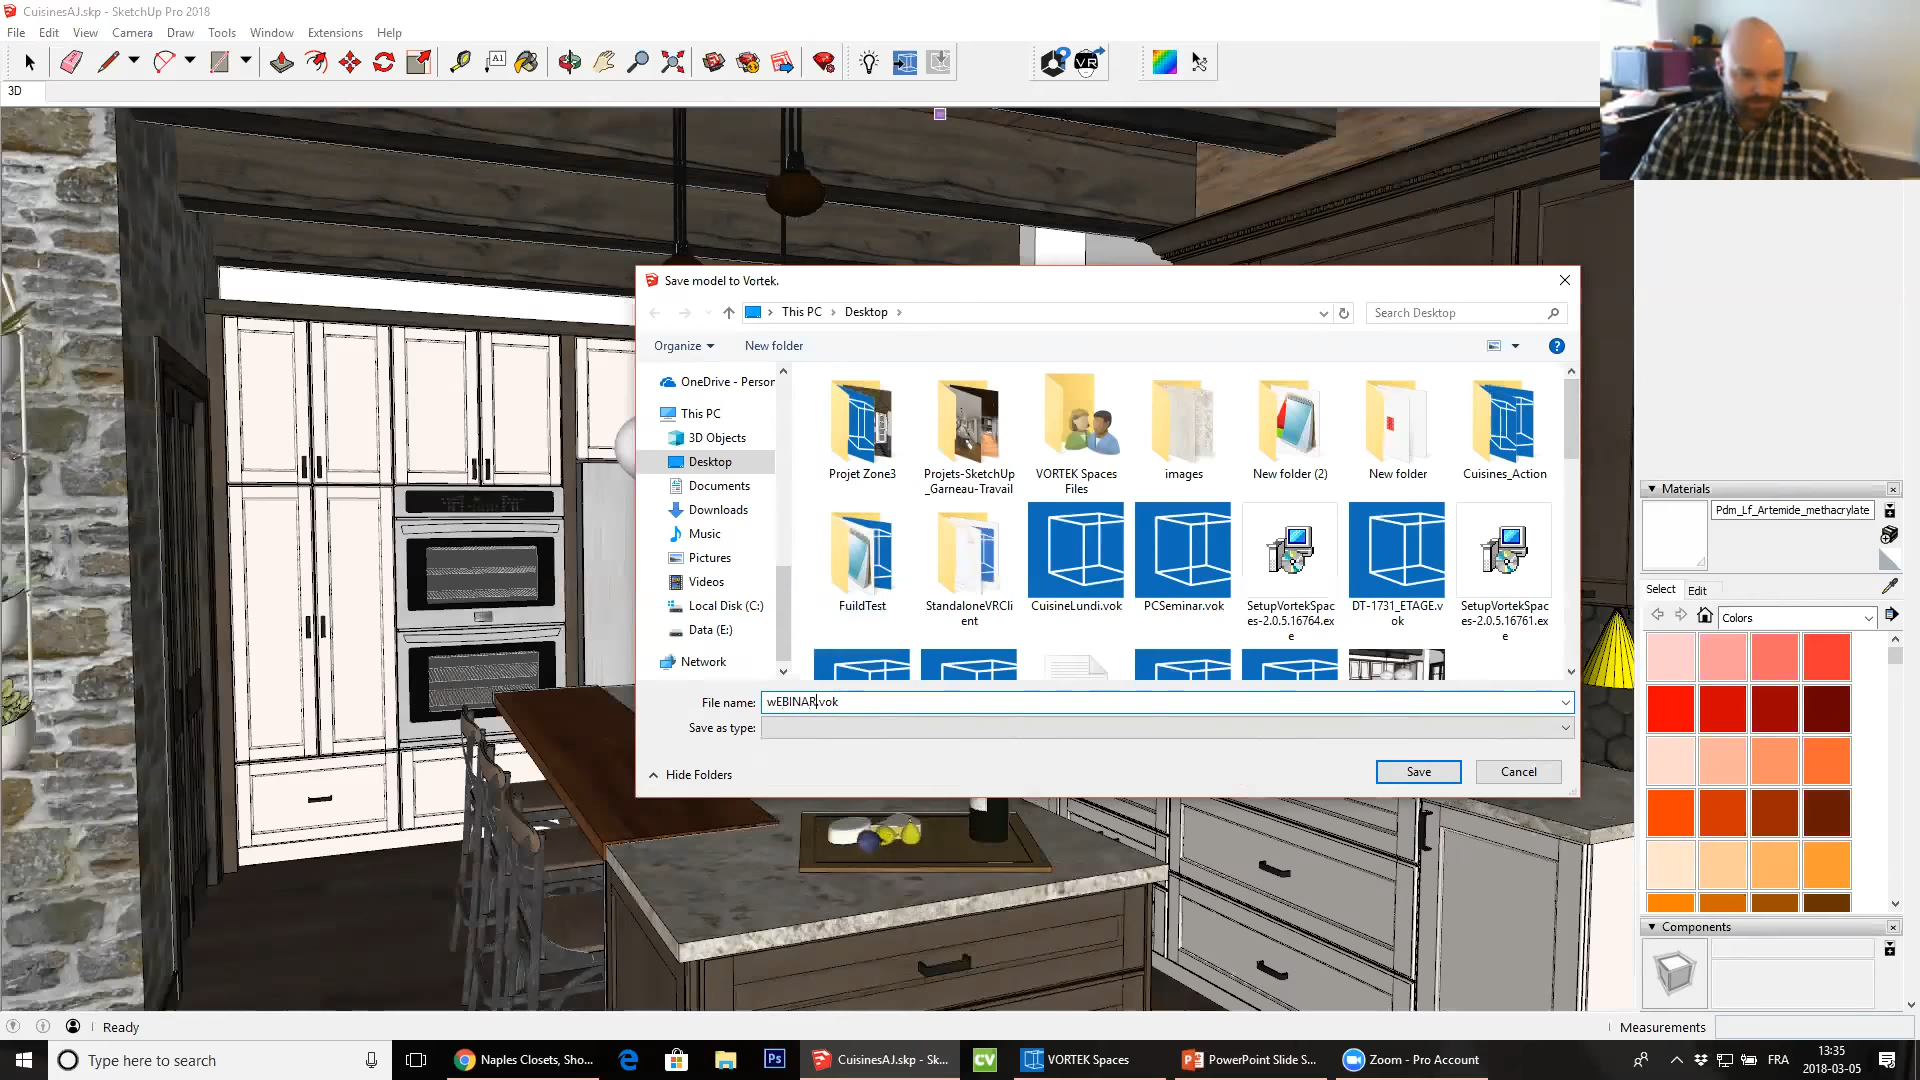 CuisinesAJ.skp - SketchUp Pro 2018
File Edit View Camera Draw Tools Window Extensions Help
A1
VR
3D
Save model to Vortek.
This PC Desktop
Search Desktop
Organize New folder
OneDrive - Person
This PC
3D Objects
Desktop
Documents
Downloads
Music
Pictures
Videos
Local Disk (C:)
Data (E:)
Network
Projet Zone3
Projets-SketchUp
_Garneau-Travail
VORTEK Spaces
Files
images
New folder (2)
New folder
Cuisines_Action
FuildTest
StandaloneVRCli
ent
CuisineLundi.vok
PCSeminar.vok
SetupVortekSpac
es-2.0.5.16764.ex
e
DT-1731_ETAGE.v
ok
SetupVortekSpac
es-2.0.5.16761.ex
e
File name: wEBINAR.vok
Save as type:
Hide Folders
Save Cancel
Materials
Pdm_Lf_Artemide_methacrylate
Select Edit
Colors
Components
Ready
Measurements
Type here to search
Naples Closets, Sho...
Ps
CuisinesAJ.skp - Sk...
CV
VORTEK Spaces
PowerPoint Slide S...
Zoom - Pro Account
FRA
13:35
2018-03-05